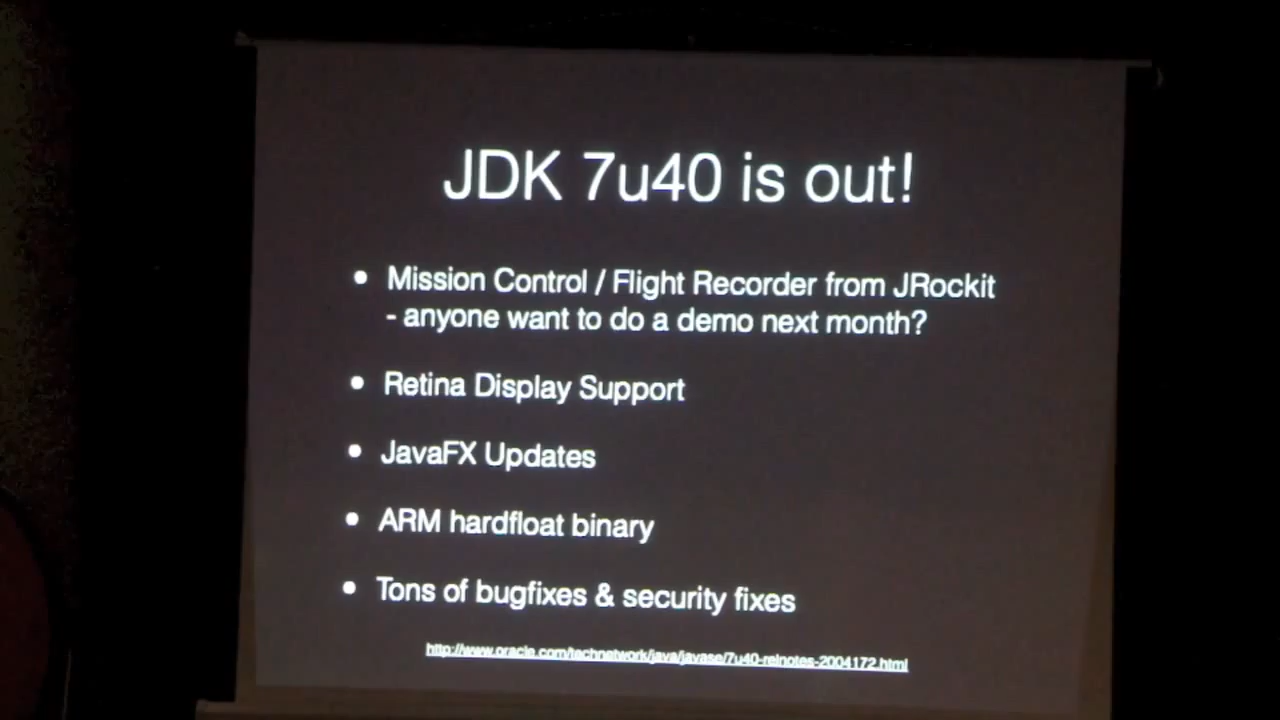 JDK 7u40 is out!
• Mission Control / Flight Recorder from JRockit
- anyone want to do a demo next month?
• Retina Display Support
• JavaFX Updates
• ARM hardfloat binary
• Tons of bugfixes & security fixes
http://www.oracle.com/technetwork/java/javase/7u40-relnotes-2004172.html